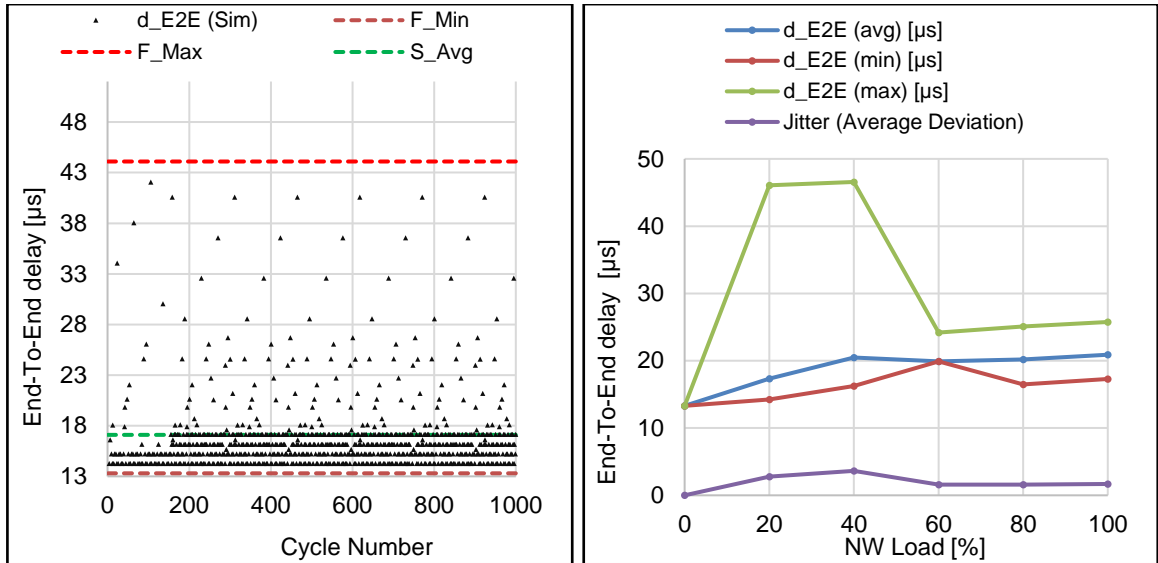 d_E2E (Sim) F_Min
F_Max S_Avg
End-To-End delay [µs]
48
43
38
33
28
23
18
13
0 200 400 600 800 1000
Cycle Number
d_E2E (avg) [µs]
d_E2E (min) [µs]
d_E2E (max) [µs]
Jitter (Average Deviation)
End-To-End delay [µs]
50
40
30
20
10
0
0 20 40 60 80 100
NW Load [%]